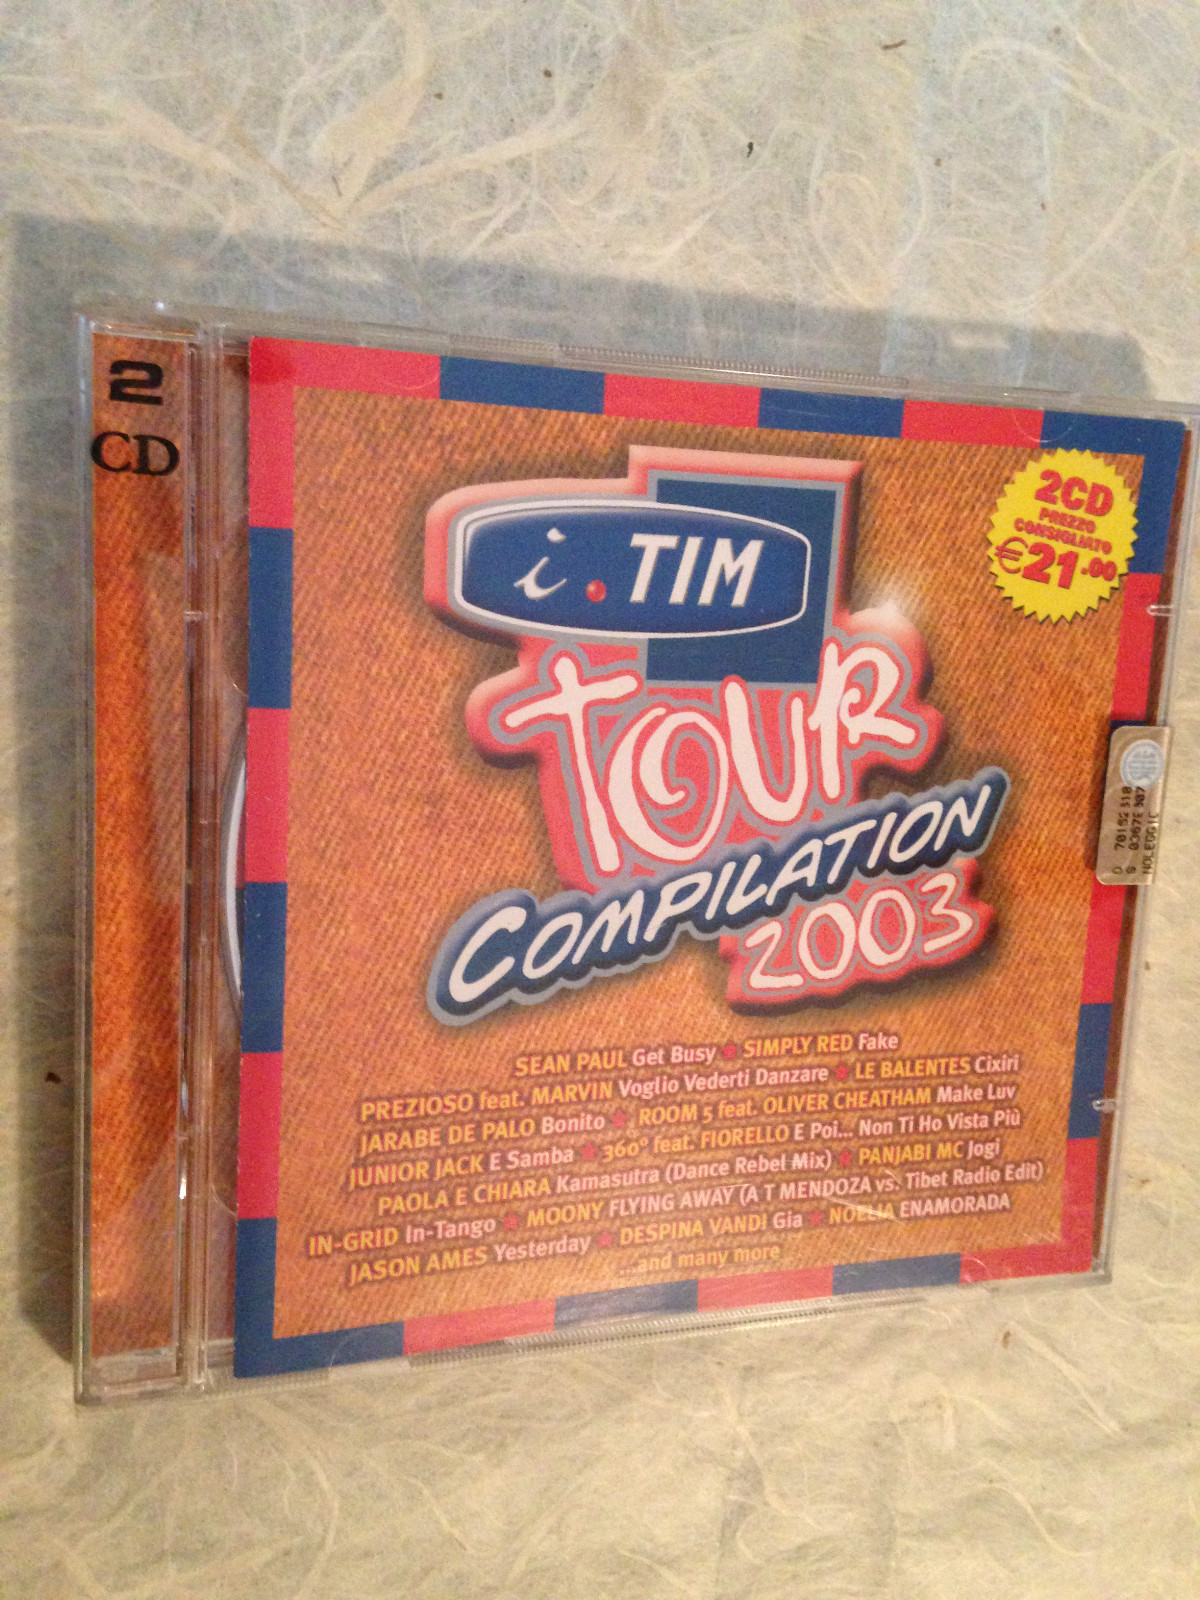 2
CD
i.TIM
TOUR
COMPILATION
2003
2CD
PREZZO
CONSIGLIATO
€21.00
SEAN PAUL Get Busy ★ SIMPLY RED Fake
PREZIOSO feat. MARVIN Voglio Vederti Danzare ★ LE BALENTES Cixiri
JARABE DE PALO Bonito ★ ROOM 5 feat. OLIVER CHEATHAM Make Luv
JUNIOR JACK E Samba ★ 360° feat. FIORELLO E Poi... Non Ti Ho Vista Più
PAOLA E CHIARA Kamasutra (Dance Rebel Mix) ★ PANJABI MC Jogi
IN-GRID In-Tango ★ MOONY FLYING AWAY (A T MENDOZA vs. Tibet Radio Edit)
JASON AMES Yesterday ★ DESPINA VANDI Gia ★ NOELIA ENAMORADA
...and many more
NOLEGGIO